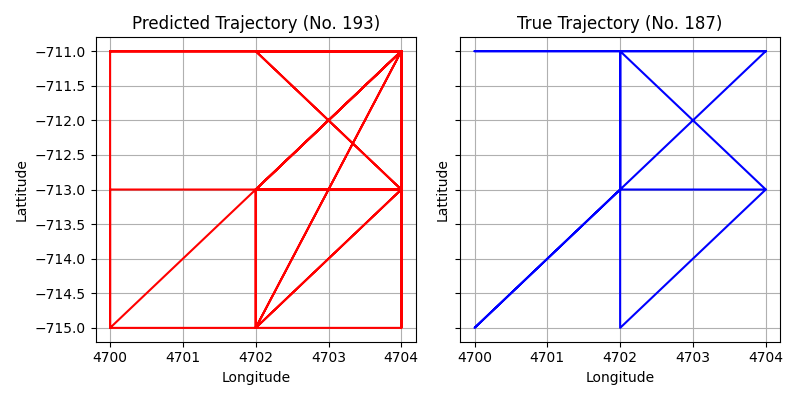 Predicted Trajectory (No. 193)
True Trajectory (No. 187)
−711.0
−711.5
−712.0
−712.5
−713.0
−713.5
−714.0
−714.5
−715.0
Lattitude
Lattitude
4700 4701 4702 4703 4704
4700 4701 4702 4703 4704
Longitude
Longitude